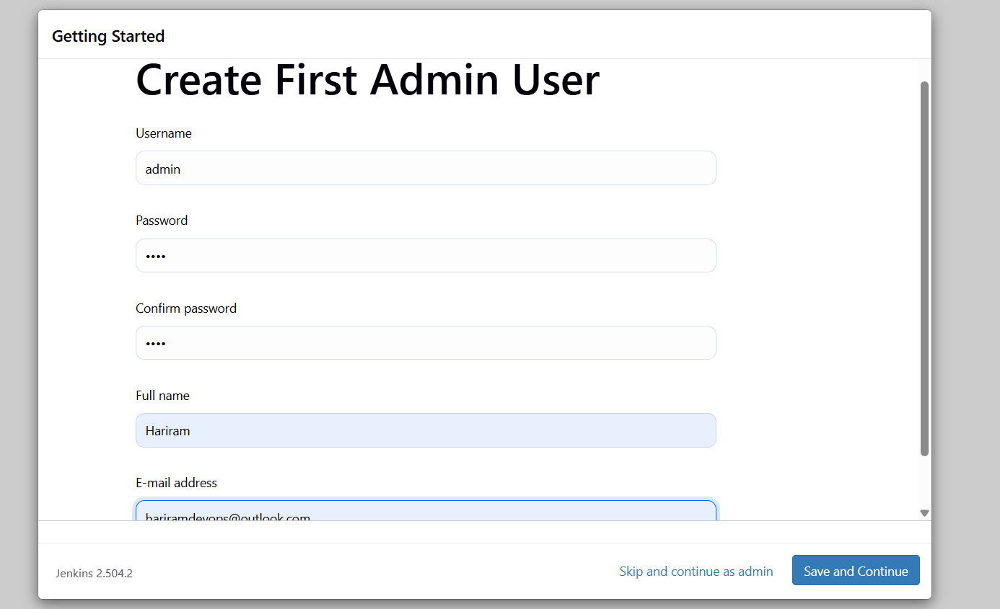 Getting Started
Create First Admin User
Username
admin
Password
••••
Confirm password
••••
Full name
Hariram
E-mail address
hariramdevops@outlook.com
Jenkins 2.504.2
Skip and continue as admin
Save and Continue